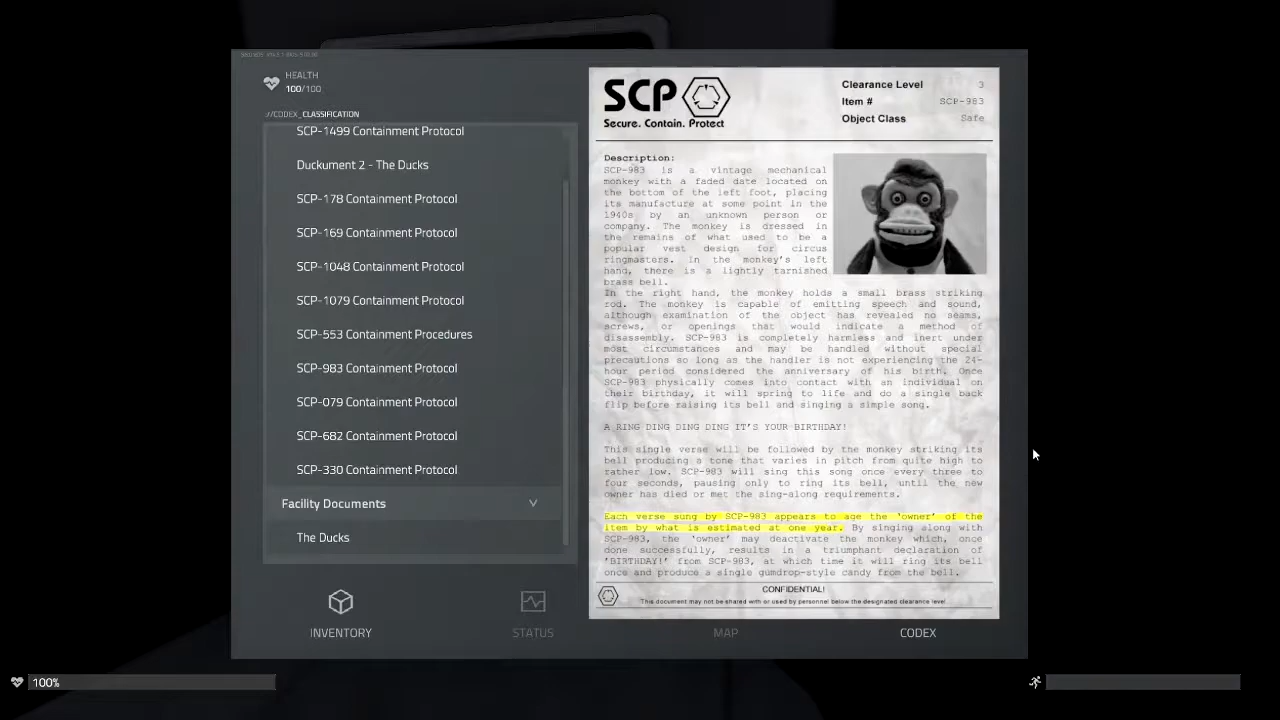 HEALTH
100/100
://CODEX_CLASSIFICATION
SCP-1499 Containment Protocol
Duckument 2 - The Ducks
SCP-178 Containment Protocol
SCP-169 Containment Protocol
SCP-1048 Containment Protocol
SCP-1079 Containment Protocol
SCP-553 Containment Procedures
SCP-983 Containment Protocol
SCP-079 Containment Protocol
SCP-682 Containment Protocol
SCP-330 Containment Protocol
Facility Documents
The Ducks
INVENTORY
STATUS
MAP
CODEX
100%
SCP
Secure. Contain. Protect
Clearance Level 3
Item # SCP-983
Object Class Safe
Description:
SCP-983 is a vintage mechanical
monkey with a faded date located on
the bottom of the left foot, placing
its manufacture at some point in the
1940s by an unknown person or
company. The monkey is dressed in
the remains of what used to be a
popular vest design for circus
ringmasters. In the monkey's left
hand, there is a lightly tarnished
brass bell.
In the right hand, the monkey holds a small brass striking
rod. The monkey is capable of emitting speech and sound,
although examination of the object has revealed no seams,
screws, or openings that would indicate a method of
disassembly. SCP-983 is completely harmless and inert under
most circumstances and may be handled without special
precautions so long as the handler is not experiencing the 24-
hour period considered the anniversary of his birth. Once
SCP-983 physically comes into contact with an individual on
their birthday, it will spring to life and do a single back
flip before raising its bell and singing a simple song.
A RING DING DING DING IT'S YOUR BIRTHDAY!
This single verse will be followed by the monkey striking its
bell producing a tone that varies in pitch from quite high to
rather low. SCP-983 will sing this song once every three to
four seconds, pausing only to ring its bell, until the new
owner has died or met the sing-along requirements.
Each verse sung by SCP-983 appears to age the 'owner' of the
item by what is estimated at one year. By singing along with
SCP-983, the 'owner' may deactivate the monkey which, once
done successfully, results in a triumphant declaration of
'BIRTHDAY!' from SCP-983, at which time it will ring its bell
once and produce a single gumdrop-style candy from the bell.
CONFIDENTIAL!
This document may not be shared with or used by personnel below the designated clearance level